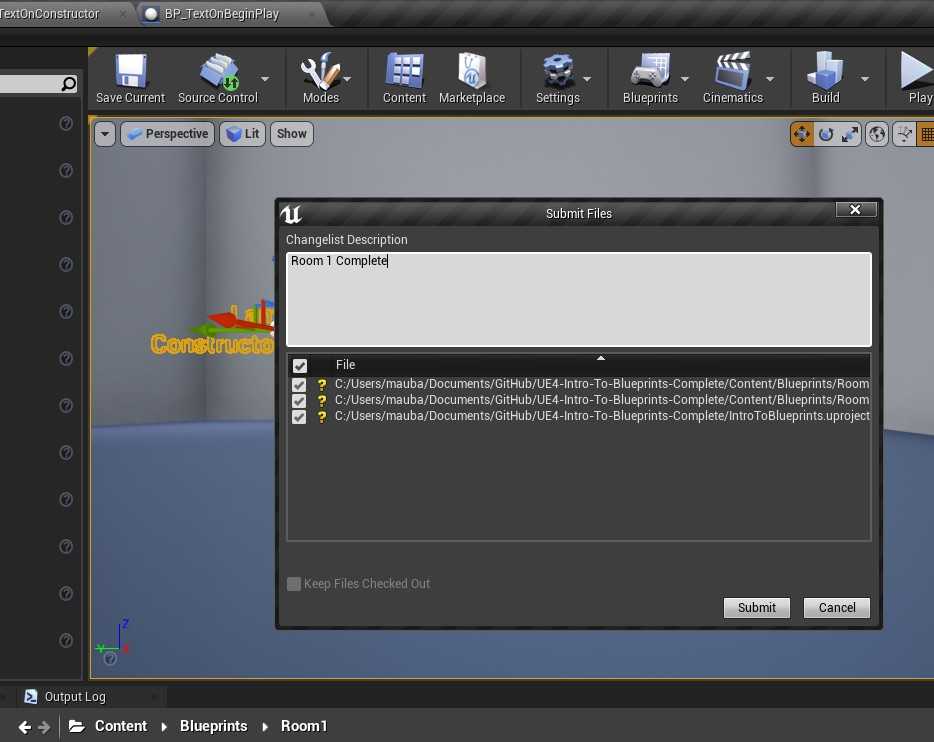 TextOnConstructor
BP_TextOnBeginPlay
Save Current
Source Control
Modes
Content
Marketplace
Settings
Blueprints
Cinematics
Build
Play
Perspective
Lit
Show
Submit Files
Changelist Description
Room 1 Complete
Constructo
File
C:/Users/mauba/Documents/GitHub/UE4-Intro-To-Blueprints-Complete/Content/Blueprints/Room
C:/Users/mauba/Documents/GitHub/UE4-Intro-To-Blueprints-Complete/Content/Blueprints/Room
C:/Users/mauba/Documents/GitHub/UE4-Intro-To-Blueprints-Complete/IntroToBlueprints.uproject
Keep Files Checked Out
Submit
Cancel
Z
Y
X
Output Log
Content
Blueprints
Room1